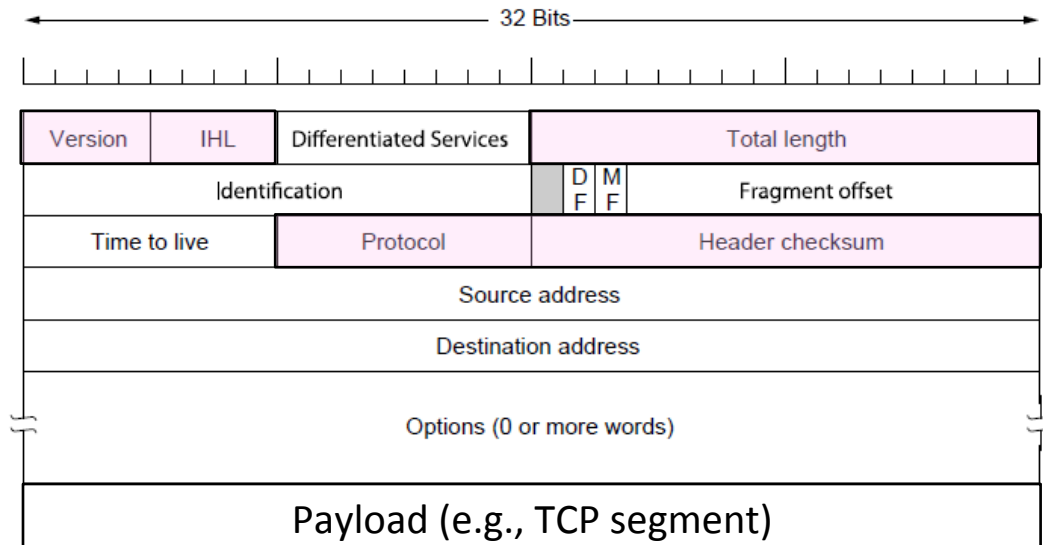 32 Bits
Version IHL Differentiated Services Total length
Identification D F M F Fragment offset
Time to live Protocol Header checksum
Source address
Destination address
Options (0 or more words)
Payload (e.g., TCP segment)